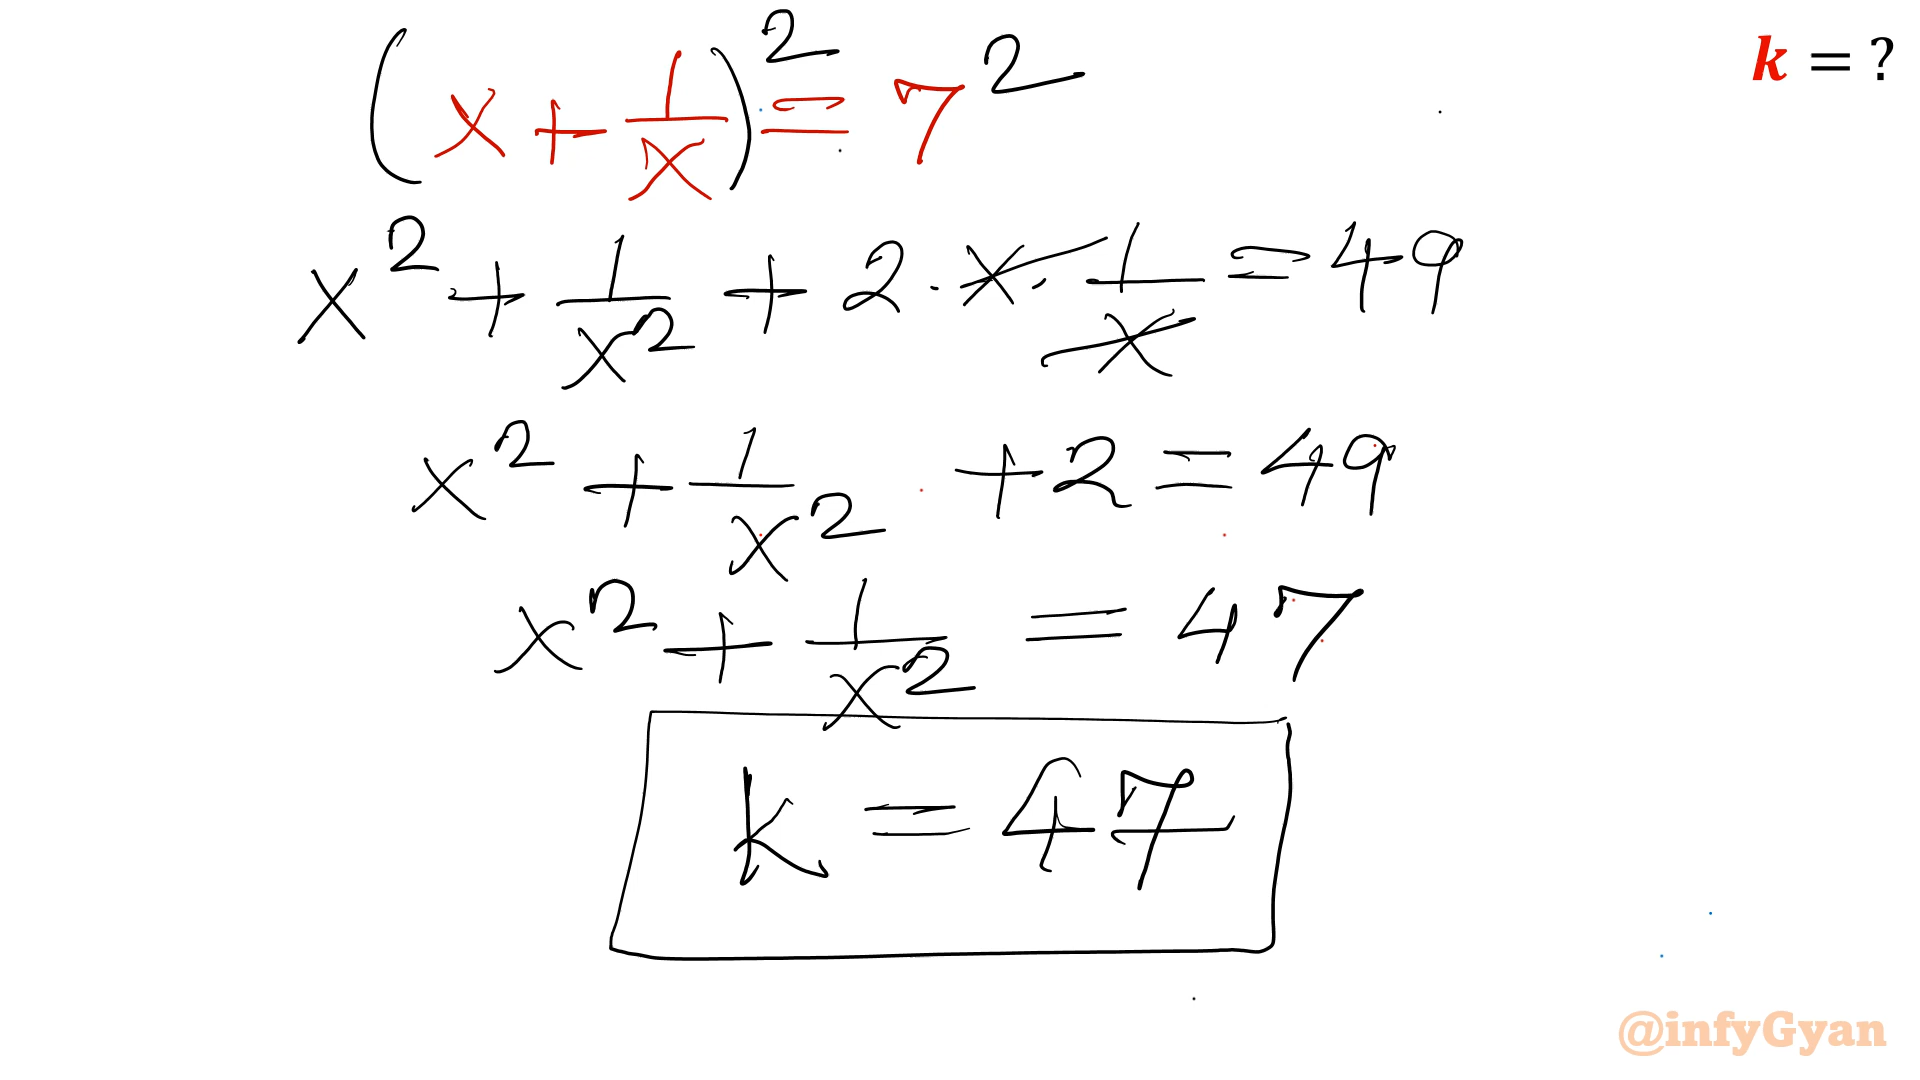 (x + 1/x)² = 7²
k = ?
x² + 1/x² + 2 · x · 1/x = 49
x² + 1/x² + 2 = 49
x² + 1/x² = 47
k = 47
@infyGyan